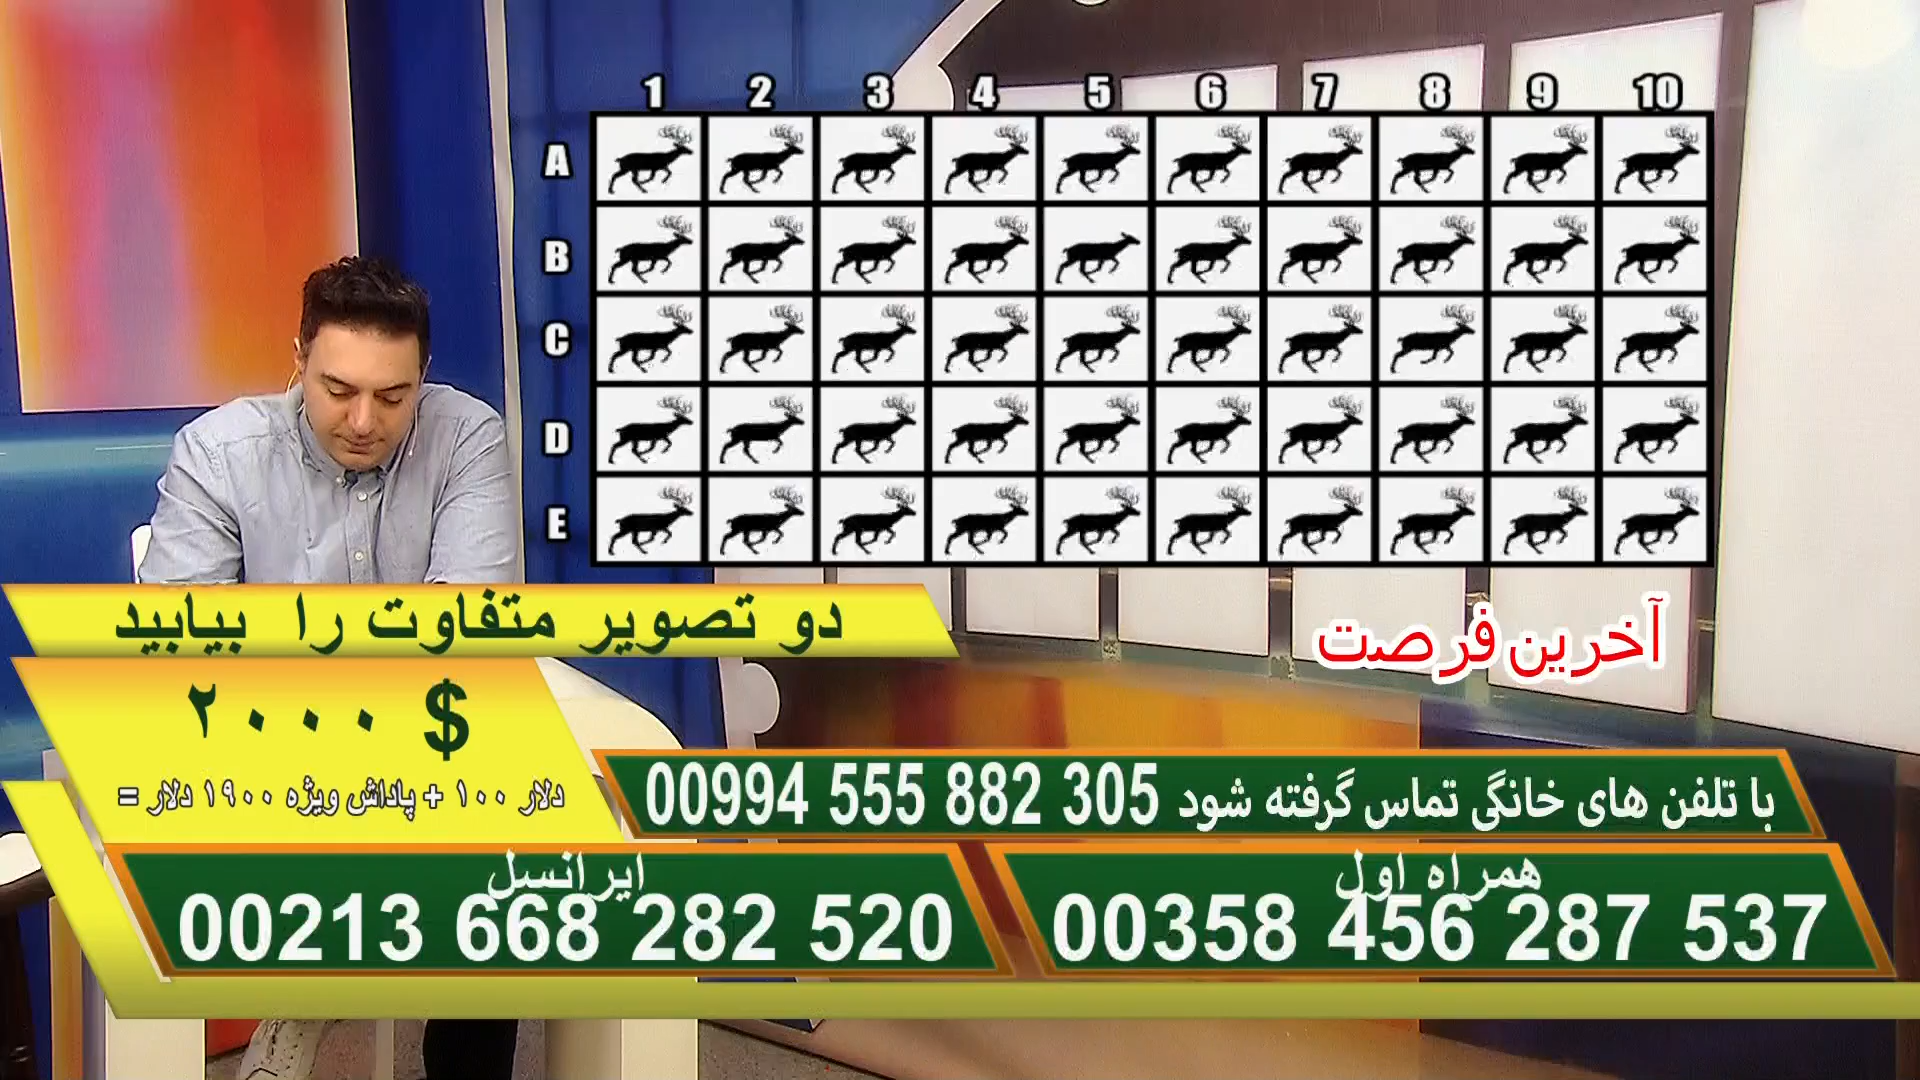 1 2 3 4 5 6 7 8 9 10
A
B
C
D
E
دو تصویر متفاوت را بیابید
آخرین فرصت
$ ۲۰۰۰
دلار ۱۰۰ + پاداش ویژه ۱۹۰۰ دلار =
با تلفن های خانگی تماس گرفته شود 00994 555 882 305
ایرانسل
00213 668 282 520
همراه اول
00358 456 287 537